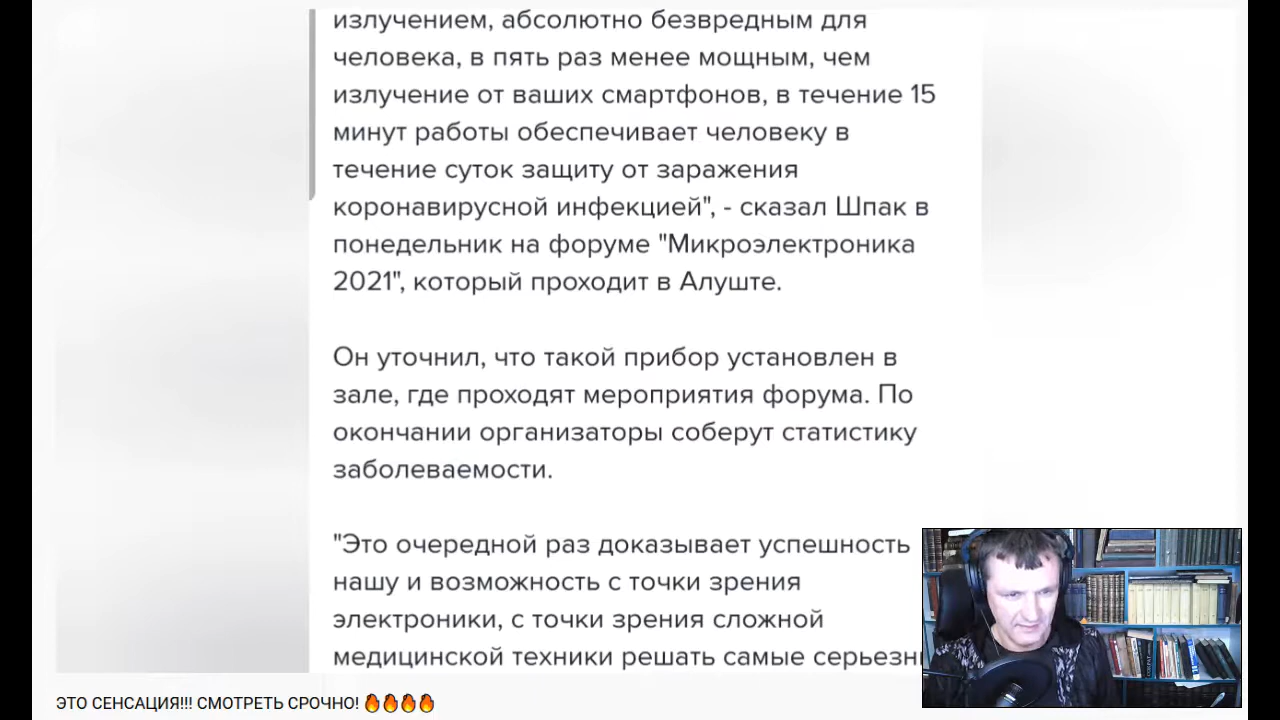 излучением, абсолютно безвредным для
человека, в пять раз менее мощным, чем
излучение от ваших смартфонов, в течение 15
минут работы обеспечивает человеку в
течение суток защиту от заражения
коронавирусной инфекцией", - сказал Шпак в
понедельник на форуме "Микроэлектроника
2021", который проходит в Алуште.
Он уточнил, что такой прибор установлен в
зале, где проходят мероприятия форума. По
окончании организаторы соберут статистику
заболеваемости.
"Это очередной раз доказывает успешность
нашу и возможность с точки зрения
электроники, с точки зрения сложной
медицинской техники решать самые серьезн
ЭТО СЕНСАЦИЯ!!! СМОТРЕТЬ СРОЧНО! 🔥🔥🔥🔥